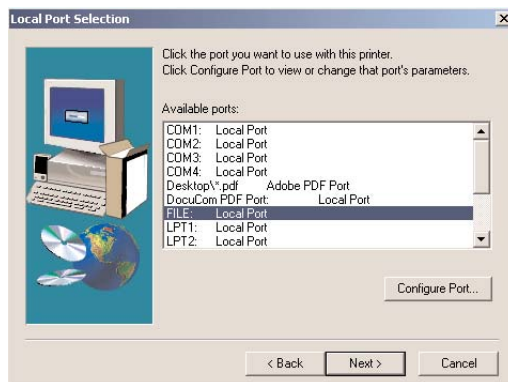 Local Port Selection
Click the port you want to use with this printer.
Click Configure Port to view or change that port's parameters.
Available ports:
COM1: Local Port
COM2: Local Port
COM3: Local Port
COM4: Local Port
Desktop\*.pdf Adobe PDF Port
DocuCom PDF Port: Local Port
FILE: Local Port
LPT1: Local Port
LPT2: Local Port
Configure Port...
< Back Next > Cancel